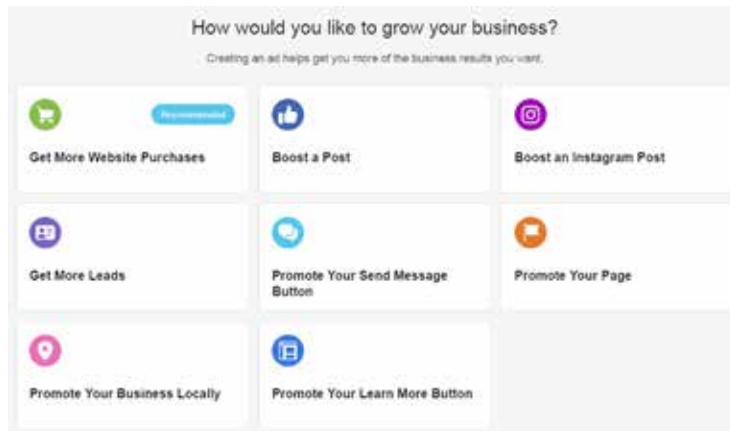 How would you like to grow your business?
Creating an ad helps get you more of the business results you want.
Recommended
Get More Website Purchases
Boost a Post
Boost an Instagram Post
Get More Leads
Promote Your Send Message
Button
Promote Your Page
Promote Your Business Locally
Promote Your Learn More Button